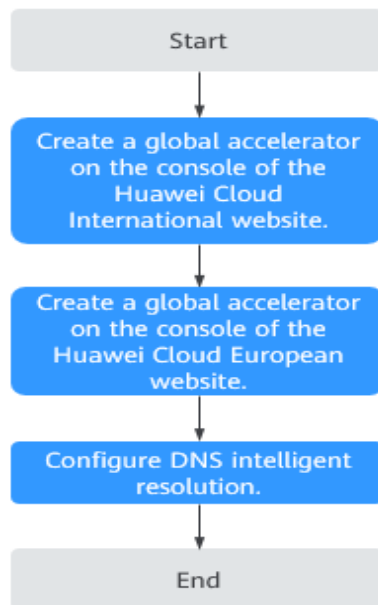 Start
Create a global accelerator
on the console of the
Huawei Cloud
International website.
Create a global accelerator
on the console of the
Huawei Cloud European
website.
Configure DNS intelligent
resolution.
End